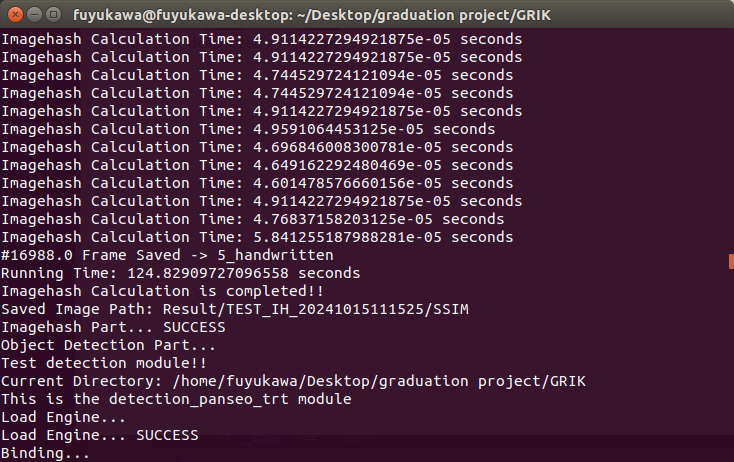 fuyukawa@fuyukawa-desktop: ~/Desktop/graduation project/GRIK
Imagehash Calculation Time: 4.9114227294921875e-05 seconds
Imagehash Calculation Time: 4.9114227294921875e-05 seconds
Imagehash Calculation Time: 4.744529724121094e-05 seconds
Imagehash Calculation Time: 4.744529724121094e-05 seconds
Imagehash Calculation Time: 4.9114227294921875e-05 seconds
Imagehash Calculation Time: 4.9591064453125e-05 seconds
Imagehash Calculation Time: 4.696846008300781e-05 seconds
Imagehash Calculation Time: 4.649162292480469e-05 seconds
Imagehash Calculation Time: 4.601478576660156e-05 seconds
Imagehash Calculation Time: 4.9114227294921875e-05 seconds
Imagehash Calculation Time: 4.76837158203125e-05 seconds
Imagehash Calculation Time: 5.841255187988281e-05 seconds
#16988.0 Frame Saved -> 5_handwritten
Running Time: 124.82909727096558 seconds
Imagehash Calculation is completed!!
Saved Image Path: Result/TEST_IH_20241015111525/SSIM
Imagehash Part... SUCCESS
Object Detection Part...
Test detection module!!
Current Directory: /home/fuyukawa/Desktop/graduation project/GRIK
This is the detection_panseo_trt module
Load Engine...
Load Engine... SUCCESS
Binding...